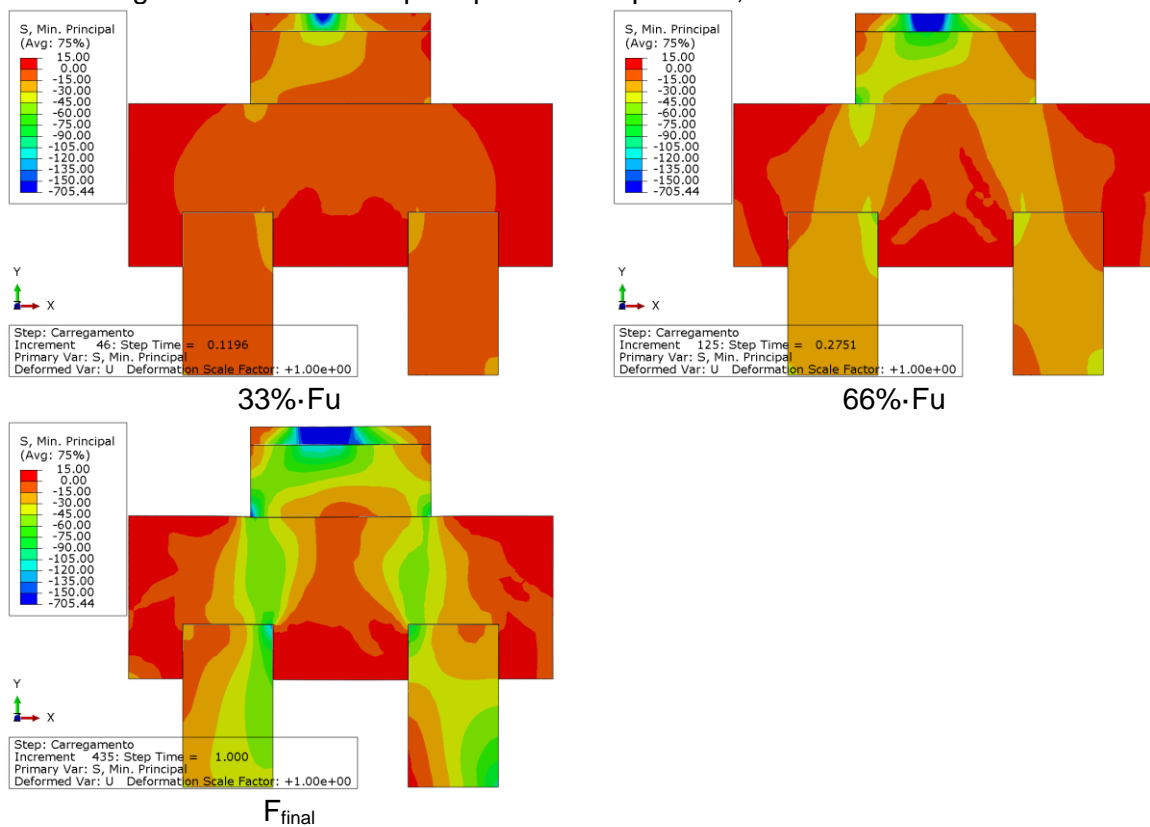 S, Min. Principal
(Avg: 75%)
15.00
0.00
-15.00
-30.00
-45.00
-60.00
-75.00
-90.00
-105.00
-120.00
-135.00
-150.00
-705.44
Y
Z
X
Step: Carregamento
Increment 46: Step Time = 0.1196
Primary Var: S, Min. Principal
Deformed Var: U Deformation Scale Factor: +1.00e+00
33%·Fu
S, Min. Principal
(Avg: 75%)
15.00
0.00
-15.00
-30.00
-45.00
-60.00
-75.00
-90.00
-105.00
-120.00
-135.00
-150.00
-705.44
Y
Z
X
Step: Carregamento
Increment 125: Step Time = 0.2751
Primary Var: S, Min. Principal
Deformed Var: U Deformation Scale Factor: +1.00e+00
66%·Fu
S, Min. Principal
(Avg: 75%)
15.00
0.00
-15.00
-30.00
-45.00
-60.00
-75.00
-90.00
-105.00
-120.00
-135.00
-150.00
-705.44
Y
Z
X
Step: Carregamento
Increment 435: Step Time = 1.000
Primary Var: S, Min. Principal
Deformed Var: U Deformation Scale Factor: +1.00e+00
Ffinal